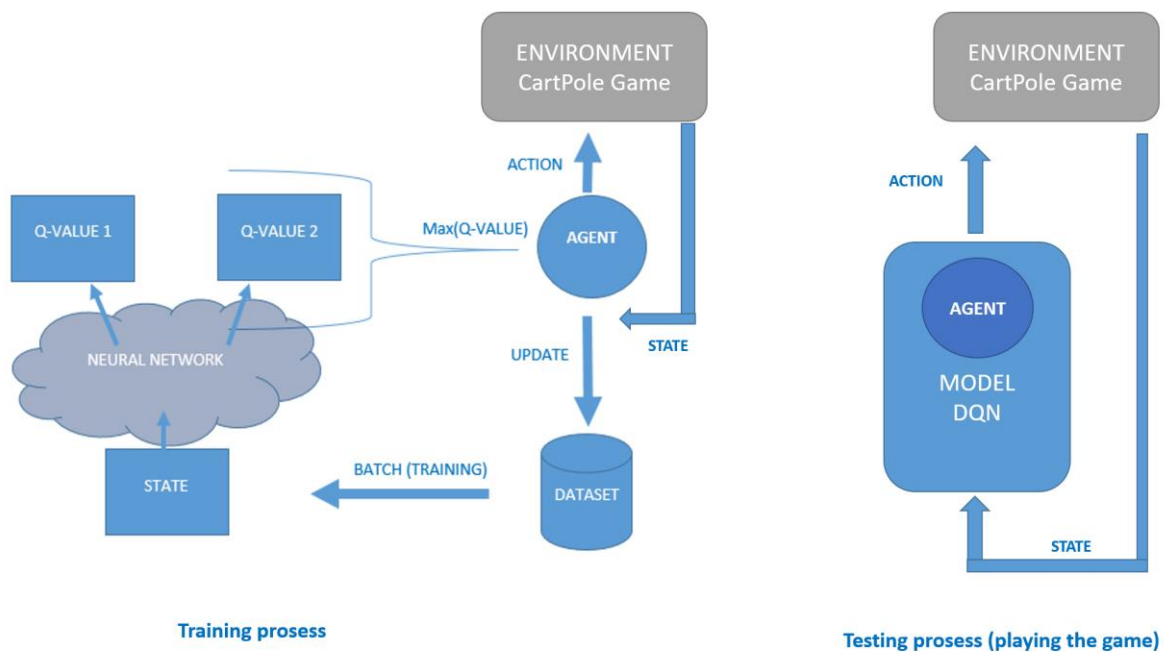 ENVIRONMENT
CartPole Game
ACTION
Q-VALUE 1
Q-VALUE 2
Max(Q-VALUE)
AGENT
NEURAL NETWORK
UPDATE
STATE
BATCH (TRAINING)
STATE
DATASET
Training prosess
ENVIRONMENT
CartPole Game
ACTION
AGENT
MODEL
DQN
STATE
Testing prosess (playing the game)